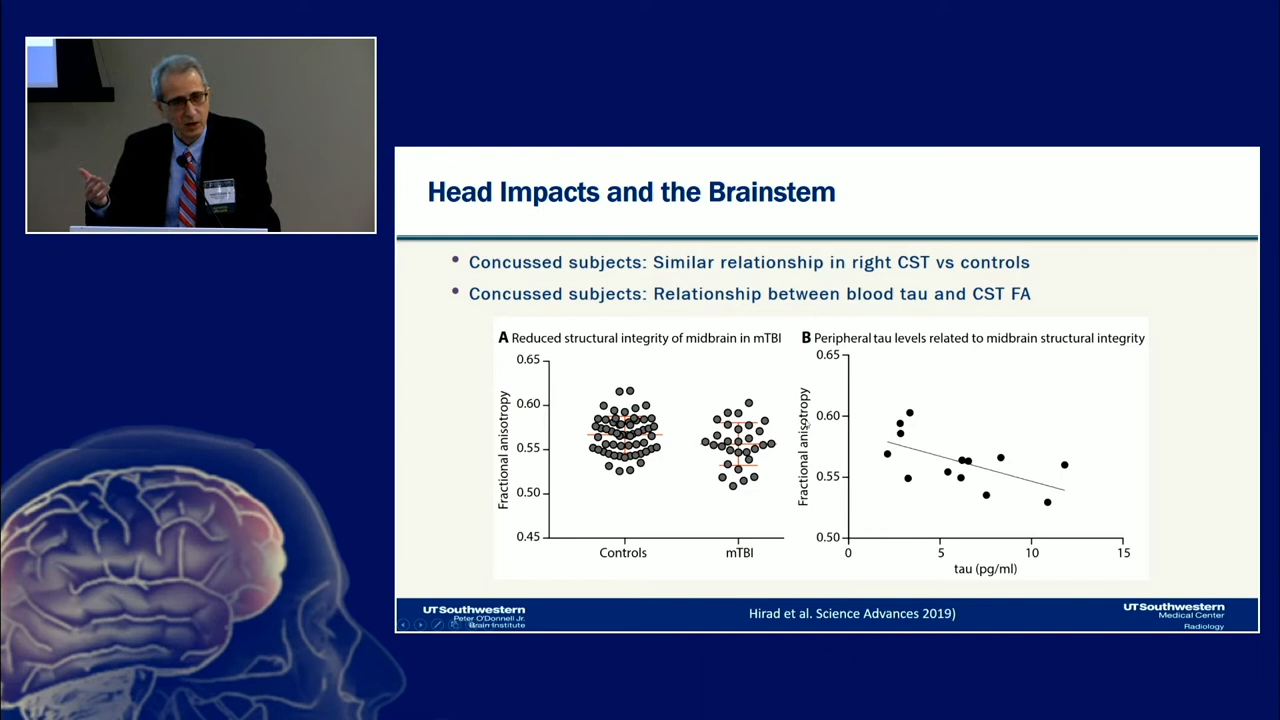 Head Impacts and the Brainstem
• Concussed subjects: Similar relationship in right CST vs controls
• Concussed subjects: Relationship between blood tau and CST FA
A Reduced structural integrity of midbrain in mTBI
0.65
0.60
0.55
0.50
0.45
Fractional anisotropy
Controls
mTBI
B Peripheral tau levels related to midbrain structural integrity
0.65
0.60
0.55
0.50
Fractional anisotropy
0
5
10
15
tau (pg/ml)
UTSouthwestern
Peter O'Donnell Jr.
Brain Institute
Hirad et al. Science Advances 2019)
UTSouthwestern
Medical Center
Radiology